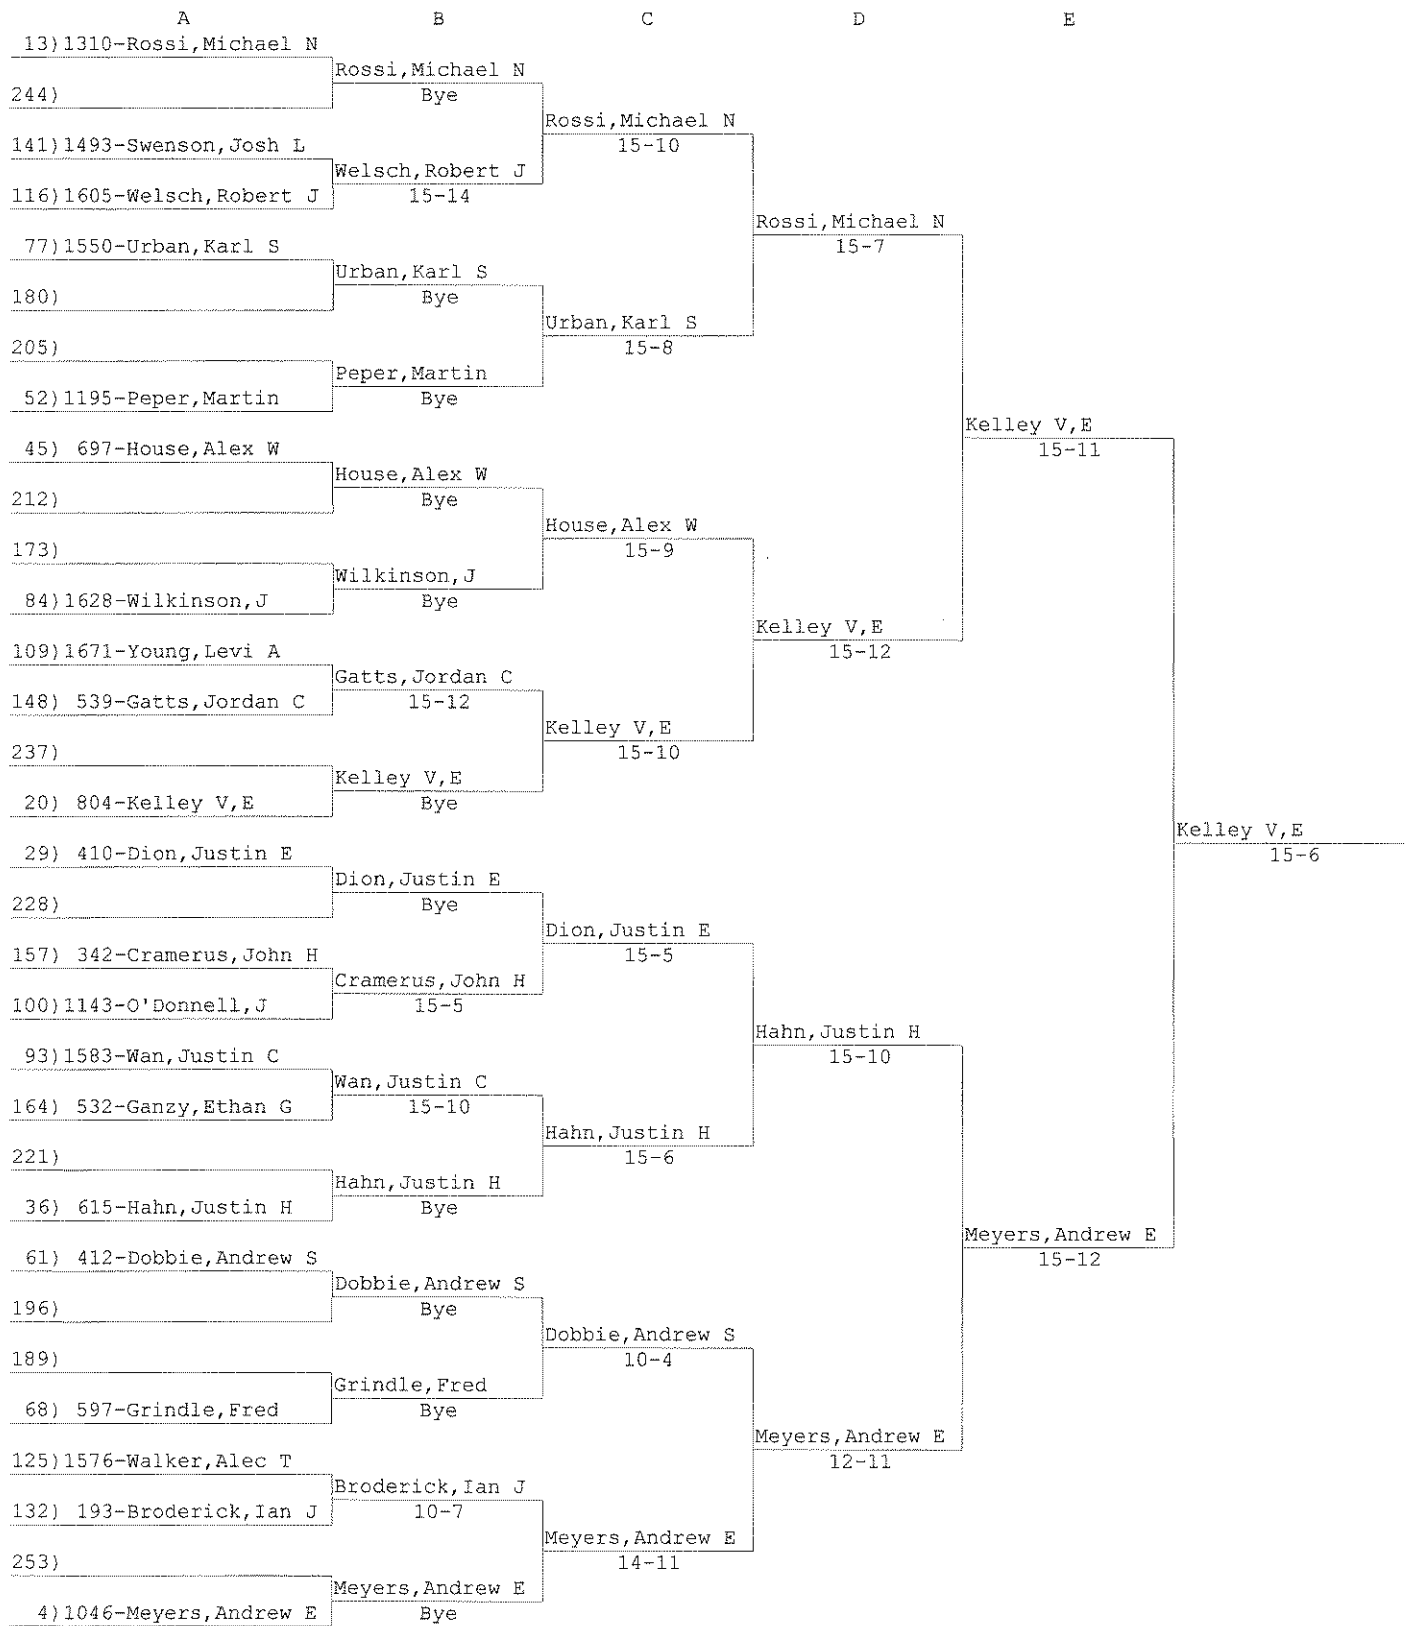 A B C D E
13)1310-Rossi,Michael N
Rossi,Michael N
244) Bye
Rossi,Michael N
141)1493-Swenson,Josh L 15-10
Welsch,Robert J
116)1605-Welsch,Robert J 15-14
Rossi,Michael N
77)1550-Urban,Karl S 15-7
Urban,Karl S
180) Bye
Urban,Karl S
205) 15-8
Peper,Martin
52)1195-Peper,Martin Bye
Kelley V,E
45) 697-House,Alex W 15-11
House,Alex W
212) Bye
House,Alex W
173) 15-9
Wilkinson,J
84)1628-Wilkinson,J Bye
Kelley V,E
109)1671-Young,Levi A 15-12
Gatts,Jordan C
148) 539-Gatts,Jordan C 15-12
Kelley V,E
237) 15-10
Kelley V,E
20) 804-Kelley V,E Bye
Kelley V,E
29) 410-Dion,Justin E 15-6
Dion,Justin E
228) Bye
Dion,Justin E
157) 342-Cramerus,John H 15-5
Cramerus,John H
100)1143-O'Donnell,J 15-5
Hahn,Justin H
93)1583-Wan,Justin C 15-10
Wan,Justin C
164) 532-Ganzy,Ethan G 15-10
Hahn,Justin H
221) 15-6
Hahn,Justin H
36) 615-Hahn,Justin H Bye
Meyers,Andrew E
61) 412-Dobbie,Andrew S 15-12
Dobbie,Andrew S
196) Bye
Dobbie,Andrew S
189) 10-4
Grindle,Fred
68) 597-Grindle,Fred Bye
Meyers,Andrew E
125)1576-Walker,Alec T 12-11
Broderick,Ian J
132) 193-Broderick,Ian J 10-7
Meyers,Andrew E
253) 14-11
Meyers,Andrew E
4)1046-Meyers,Andrew E Bye